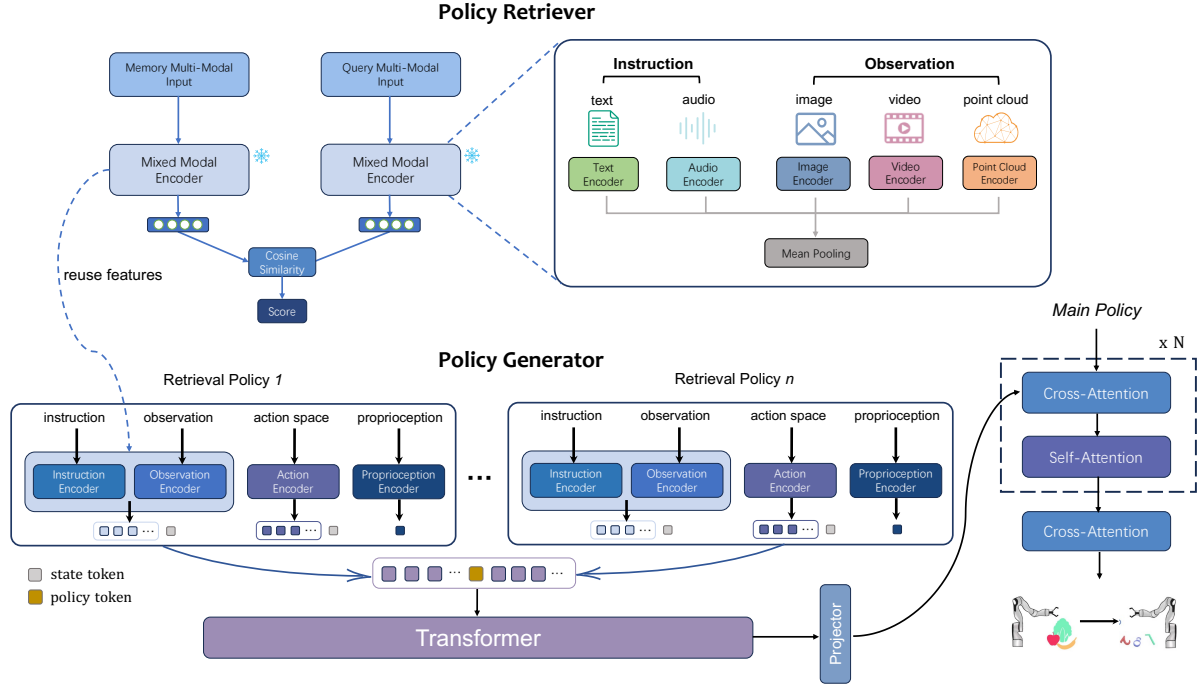 Policy Retriever
Memory Multi-Modal
Input
Query Multi-Modal
Input
Mixed Modal
Encoder
Mixed Modal
Encoder
Cosine
Similarity
Score
reuse features
Instruction
Observation
text
audio
image
video
point cloud
Text
Encoder
Audio
Encoder
Image
Encoder
Video
Encoder
Point Cloud
Encoder
Mean Pooling
Policy Generator
Retrieval Policy 1
instruction
observation
action space
proprioception
Instruction
Encoder
Observation
Encoder
Action
Encoder
Proprioception
Encoder
...
...
...
Retrieval Policy n
instruction
observation
action space
proprioception
Instruction
Encoder
Observation
Encoder
Action
Encoder
Proprioception
Encoder
...
...
state token
policy token
...
...
Transformer
Projector
Main Policy
x N
Cross-Attention
Self-Attention
Cross-Attention